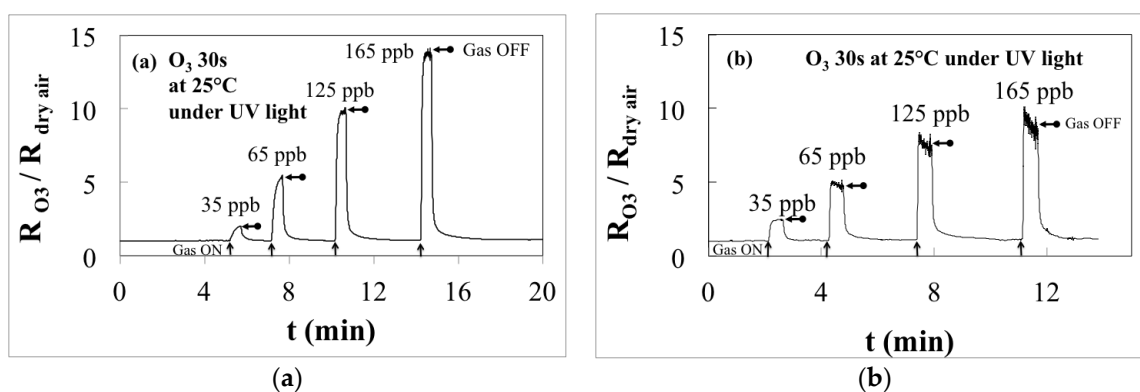 15
10
5
0
R O3 / R dry air
(a) O3 30s
at 25°C
under UV light
35 ppb
65 ppb
125 ppb
165 ppb
Gas OFF
Gas ON
0 4 8 12 16 20
t (min)
(a)
15
10
5
0
RO3 / Rdry air
(b) O3 30s at 25°C under UV light
35 ppb
65 ppb
125 ppb
165 ppb
Gas OFF
Gas ON
0 4 8 12
t (min)
(b)